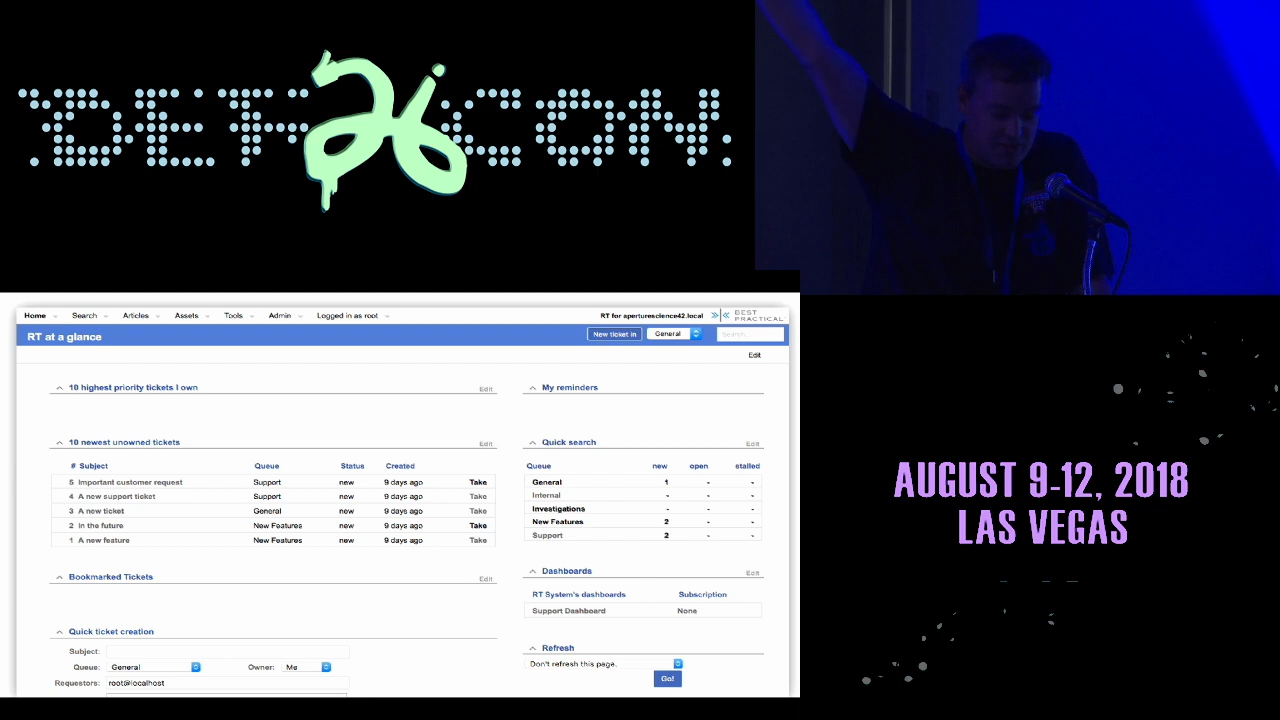 DEF 26 CON
Home Search Articles Assets Tools Admin Logged in as root RT for aperturescience42.local BEST PRACTICAL
RT at a glance New ticket in General Search...
Edit
10 highest priority tickets I own Edit
My reminders
10 newest unowned tickets Edit
# Subject Queue Status Created
5 Important customer request Support new 9 days ago Take
4 A new support ticket Support new 9 days ago Take
3 A new ticket General new 9 days ago Take
2 In the future New Features new 9 days ago Take
1 A new feature New Features new 9 days ago Take
Quick search Edit
Queue new open stalled
General 1 - -
Internal - - -
Investigations - - -
New Features 2 - -
Support 2 - -
Bookmarked Tickets Edit
Dashboards Edit
RT System's dashboards Subscription
Support Dashboard None
Quick ticket creation
Subject:
Queue: General Owner: Me
Requestors: root@localhost
Refresh
Don't refresh this page.
Go!
AUGUST 9-12, 2018
LAS VEGAS